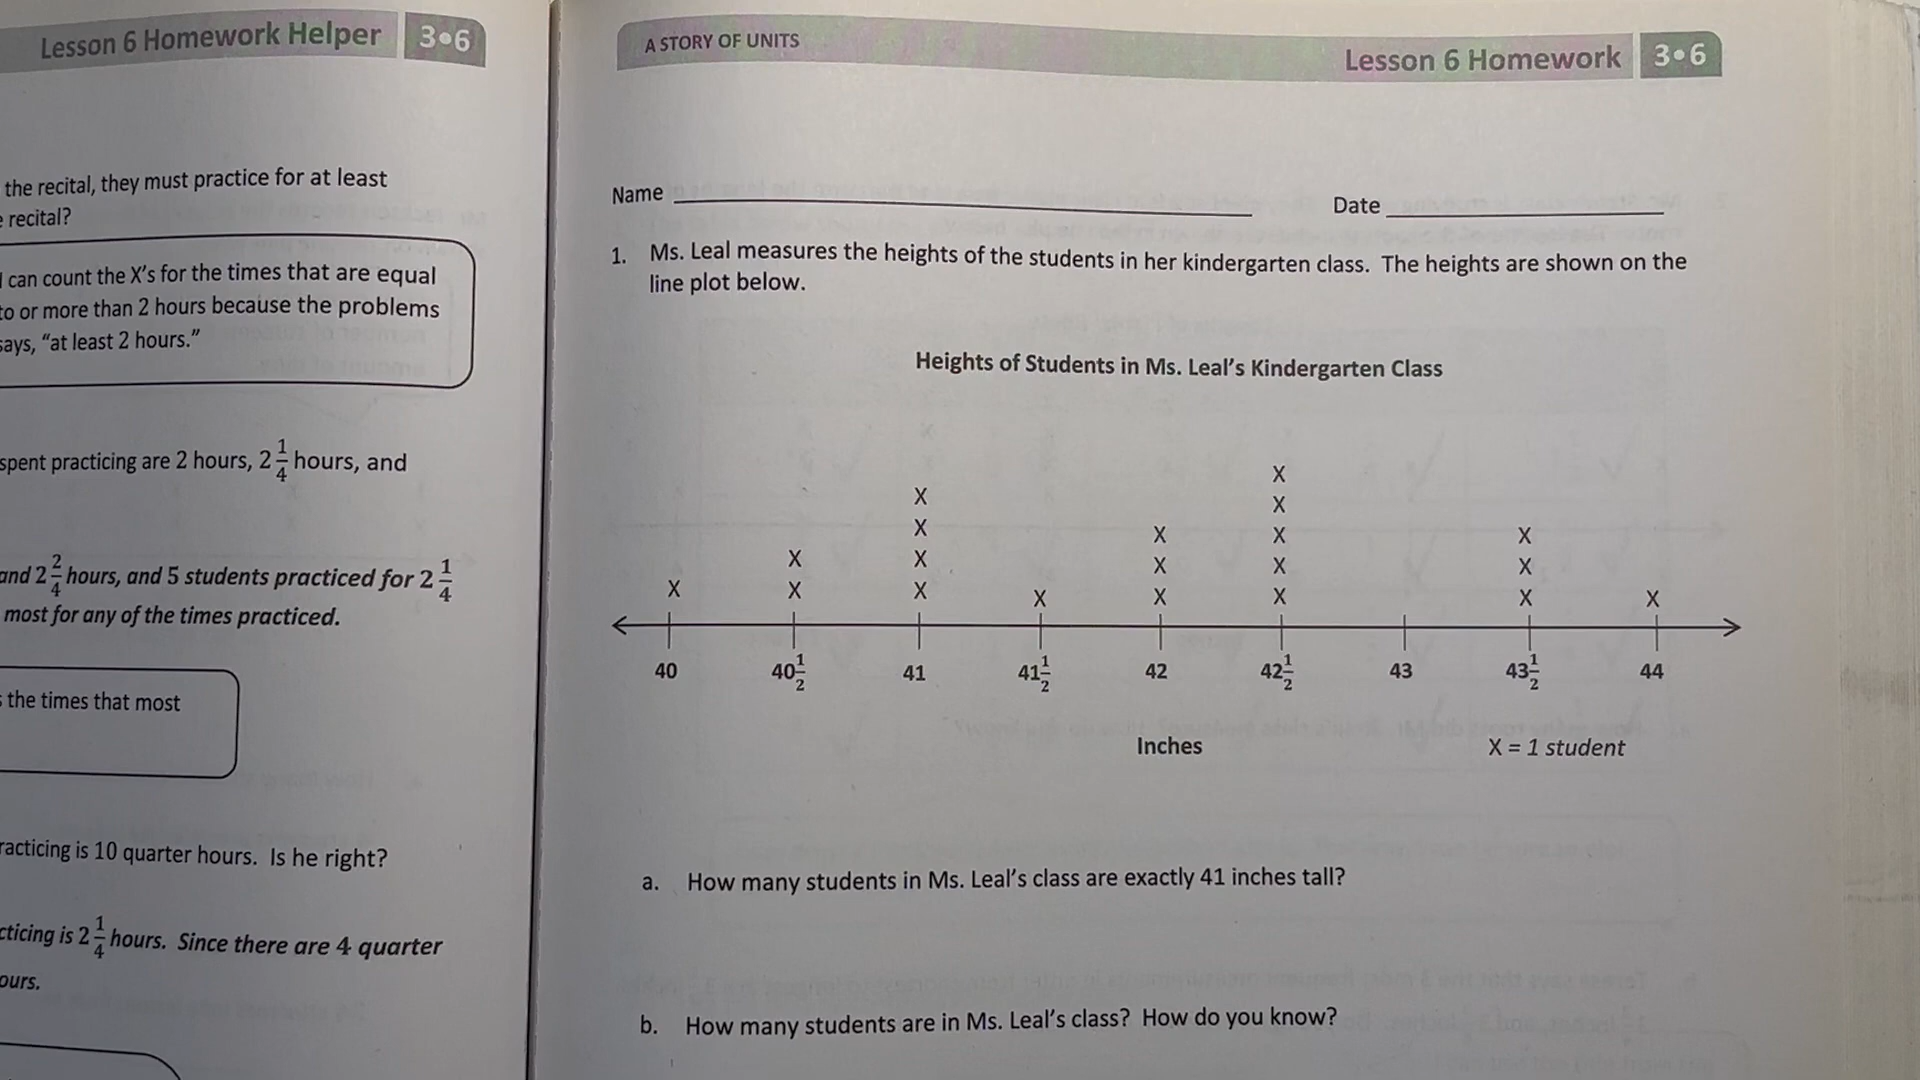 Lesson 6 Homework Helper 3•6
the recital, they must practice for at least
recital?
I can count the X's for the times that are equal
to or more than 2 hours because the problems
says, “at least 2 hours.”
spent practicing are 2 hours, 2 1/4 hours, and
and 2 2/4 hours, and 5 students practiced for 2 1/4
most for any of the times practiced.
the times that most
racticing is 10 quarter hours. Is he right?
cticing is 2 1/4 hours. Since there are 4 quarter
ours.
A STORY OF UNITS
Lesson 6 Homework 3•6
Name Date
1. Ms. Leal measures the heights of the students in her kindergarten class. The heights are shown on the
line plot below.
Heights of Students in Ms. Leal’s Kindergarten Class
X
X X
X X X X
X X X X X
X X X X X X X X
40 40 1/2 41 41 1/2 42 42 1/2 43 43 1/2 44
Inches
X = 1 student
a. How many students in Ms. Leal’s class are exactly 41 inches tall?
b. How many students are in Ms. Leal’s class? How do you know?